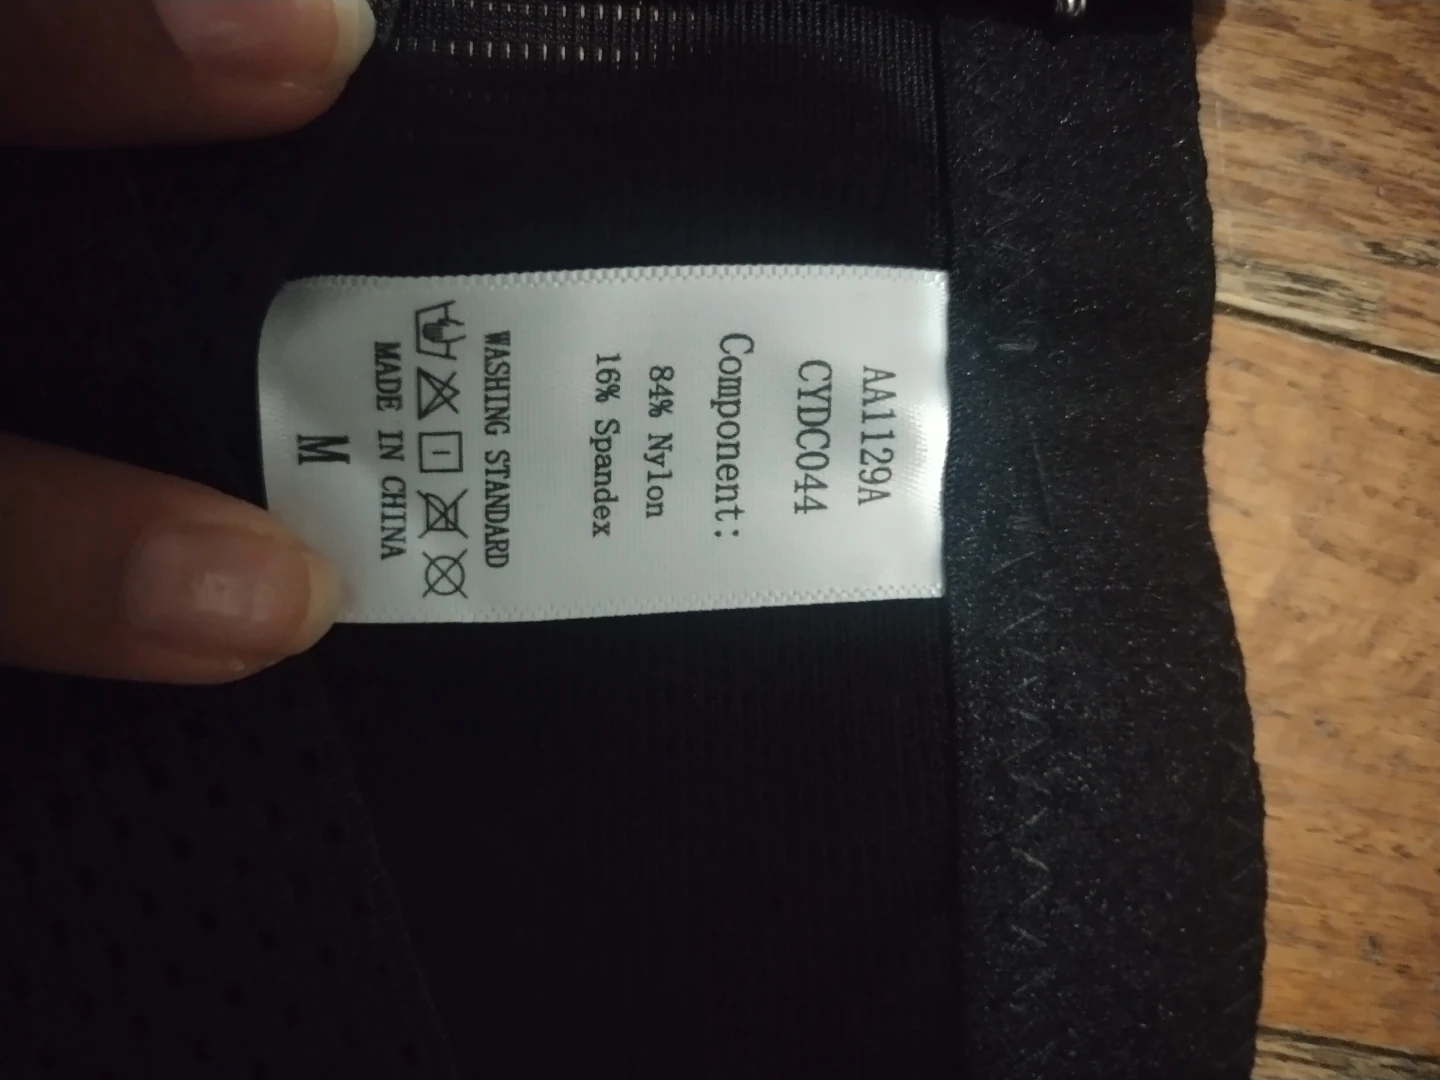 AA1129A
CYDC044
Component:
84% Nylon
16% Spandex
WASHING STANDARD
MADE IN CHINA
M